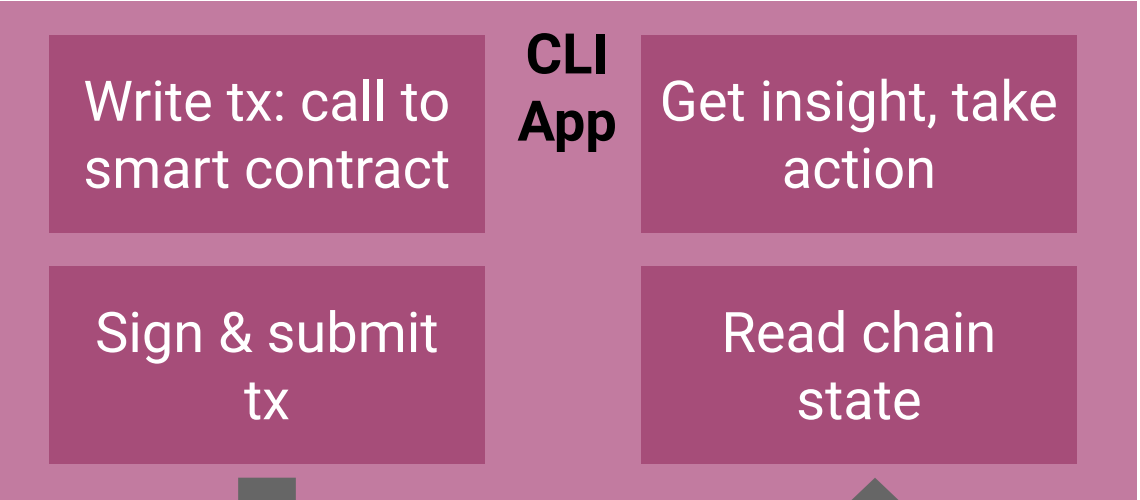 Write tx: call to
smart contract
CLI
App
Get insight, take
action
Sign & submit
tx
Read chain
state